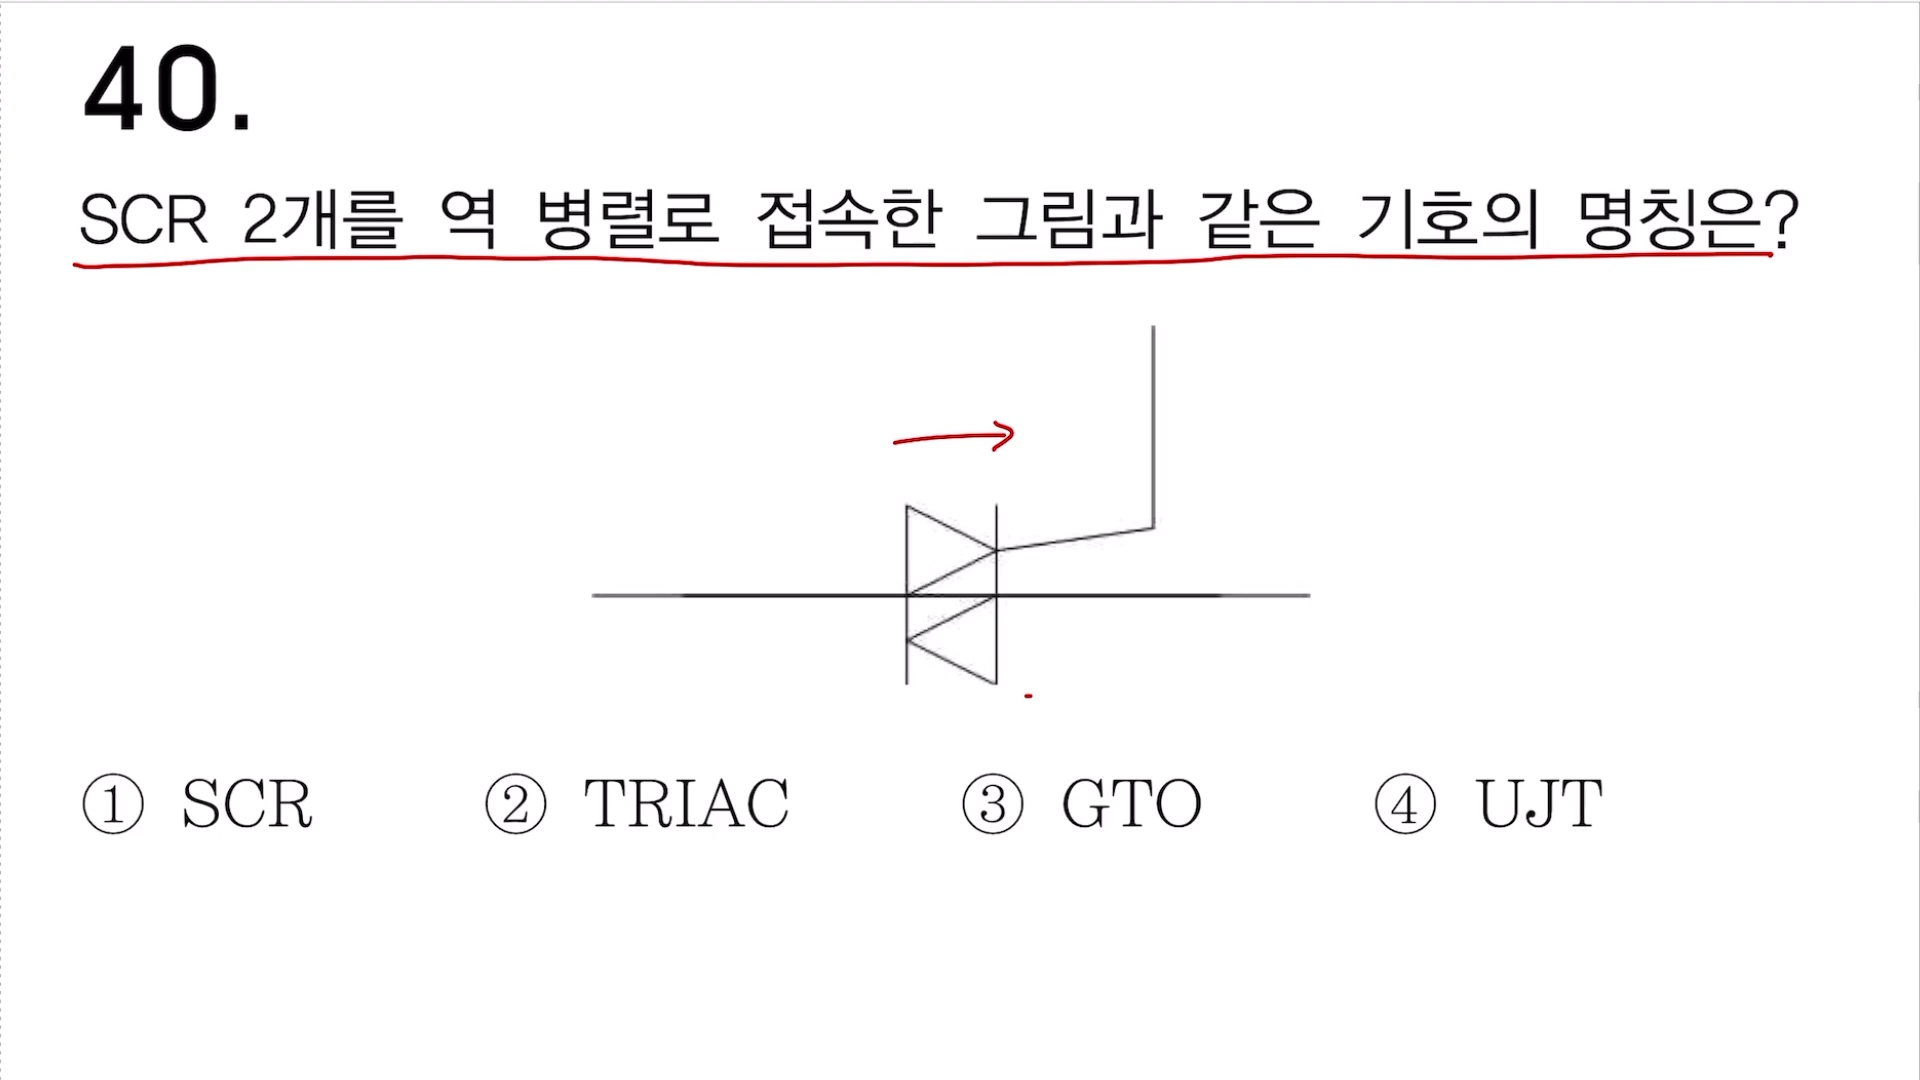 40.
SCR 2개를 역 병렬로 접속한 그림과 같은 기호의 명칭은?
① SCR ② TRIAC ③ GTO ④ UJT